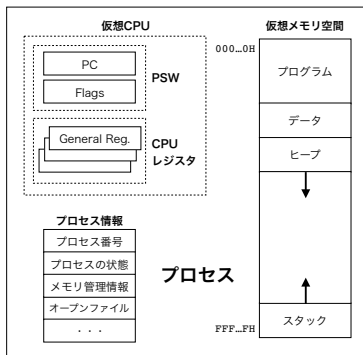 仮想CPU
PC
Flags
PSW
General Reg.
CPU
レジスタ
プロセス情報
プロセス番号
プロセスの状態
メモリ管理情報
オープンファイル
・・・
プロセス
仮想メモリ空間
000...0H
プログラム
データ
ヒープ
スタック
FFF...FH